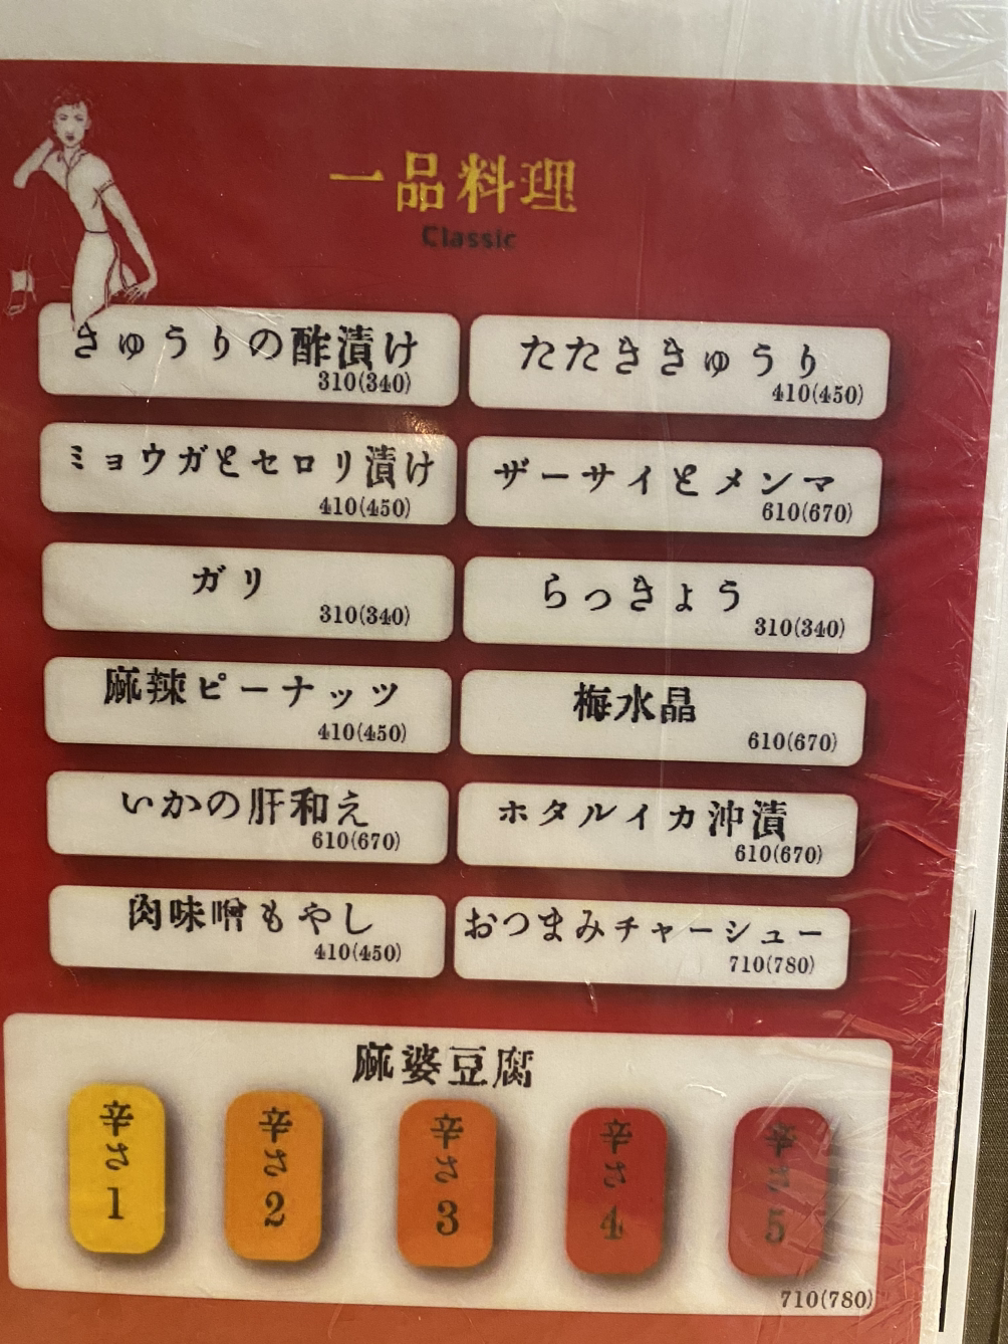 一品料理
Classic
きゅうりの酢漬け
310(340)
たたききゅうり
410(450)
ミョウガとセロリ漬け
410(450)
ザーサイとメンマ
610(670)
ガリ
310(340)
らっきょう
310(340)
麻辣ピーナッツ
410(450)
梅水晶
610(670)
いかの肝和え
610(670)
ホタルイカ沖漬
610(670)
肉味噌もやし
410(450)
おつまみチャーシュー
710(780)
麻婆豆腐
辛さ1
辛さ2
辛さ3
辛さ4
辛さ5
710(780)